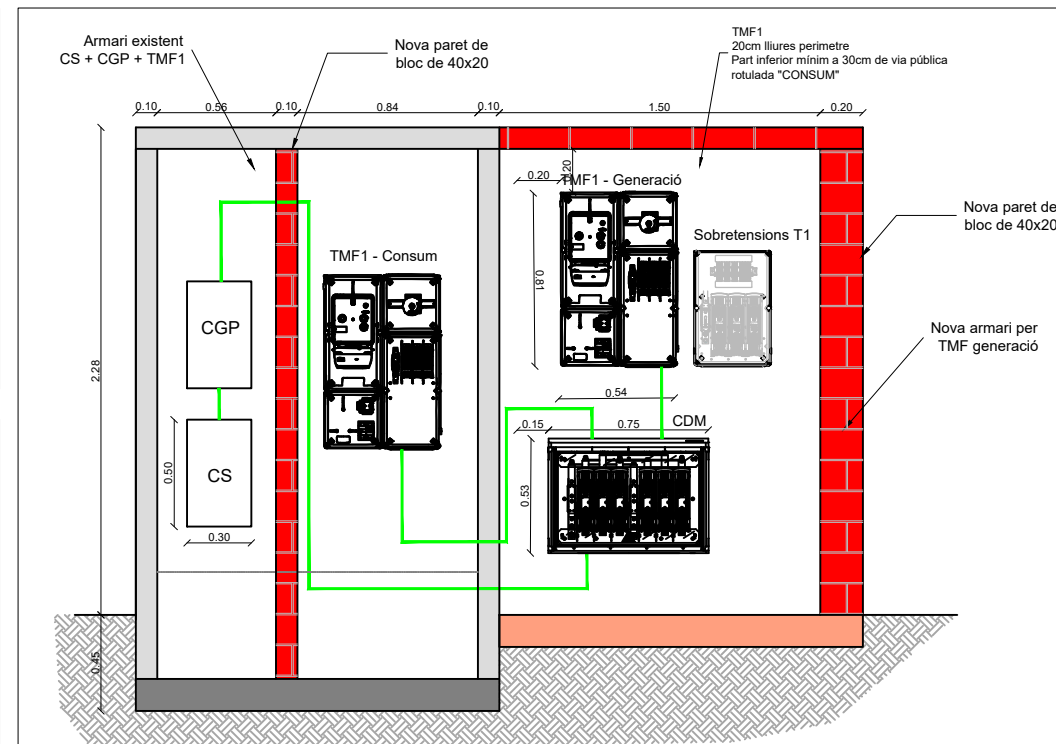 Armari existent
CS + CGP + TMF1
Nova paret de
bloc de 40x20
TMF1
20cm lliures perimetre
Part inferior mínim a 30cm de via pública
rotulada "CONSUM"
0.10
0.56
0.10
0.84
0.10
1.50
0.20
2.28
0.45
0.20
0.20
TMF1 - Generació
Sobretensions T1
TMF1 - Consum
0.81
Nova paret de
bloc de 40x20
CGP
Nova armari per
TMF generació
0.54
CDM
0.15
0.75
0.53
0.50
CS
0.30